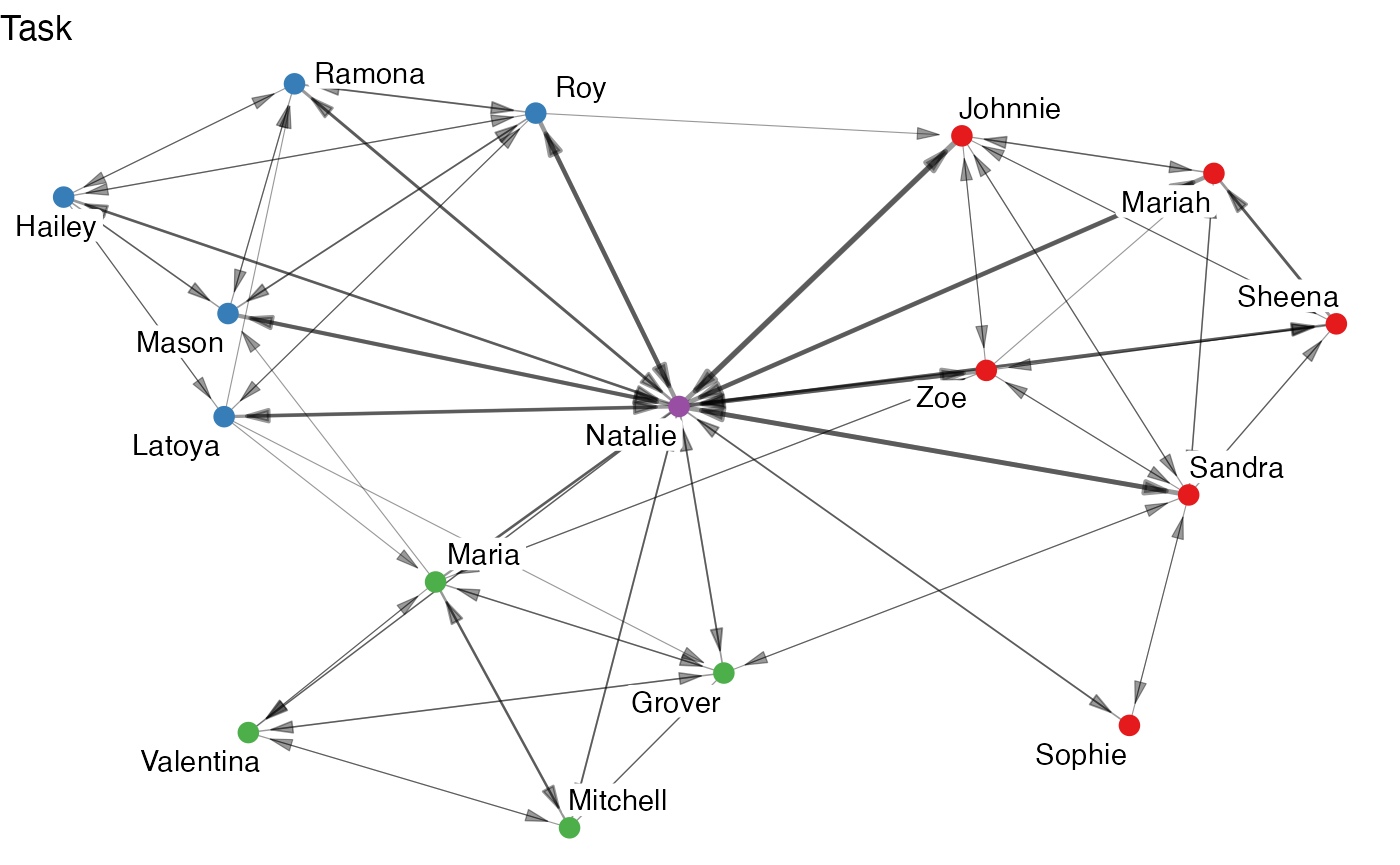 Task
Ramona
Roy
Johnnie
Mariah
Hailey
Sheena
Mason
Zoe
Natalie
Latoya
Sandra
Maria
Grover
Sophie
Valentina
Mitchell